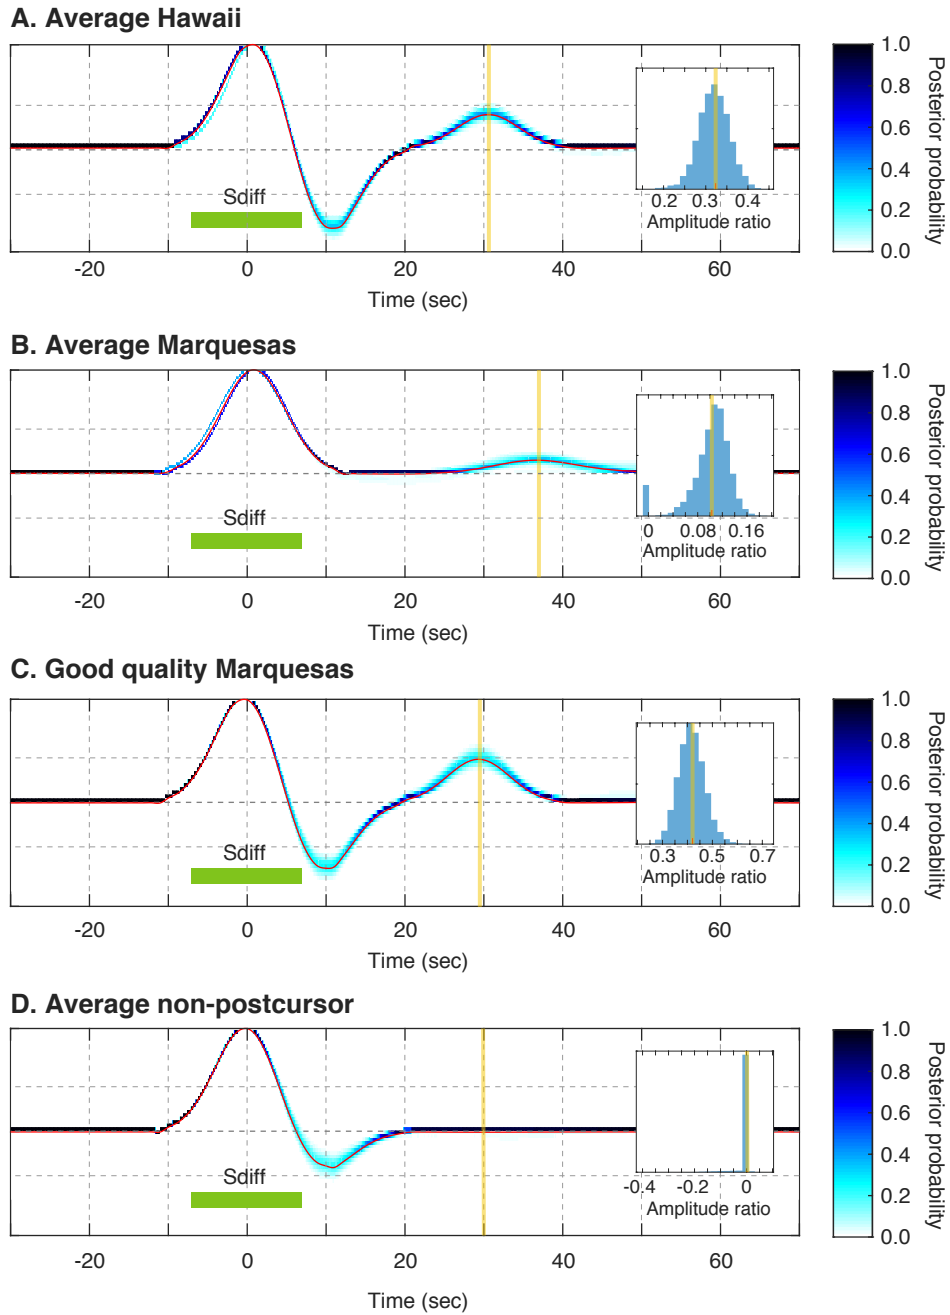 A. Average Hawaii
Sdiff
0.2 0.3 0.4
Amplitude ratio
-20 0 20 40 60
Time (sec)
1.0
0.8
0.6
0.4
0.2
0.0
Posterior probability
B. Average Marquesas
Sdiff
0 0.08 0.16
Amplitude ratio
-20 0 20 40 60
Time (sec)
1.0
0.8
0.6
0.4
0.2
0.0
Posterior probability
C. Good quality Marquesas
Sdiff
0.3 0.5 0.7
Amplitude ratio
-20 0 20 40 60
Time (sec)
1.0
0.8
0.6
0.4
0.2
0.0
Posterior probability
D. Average non-postcursor
Sdiff
-0.4 -0.2 0
Amplitude ratio
-20 0 20 40 60
Time (sec)
1.0
0.8
0.6
0.4
0.2
0.0
Posterior probability